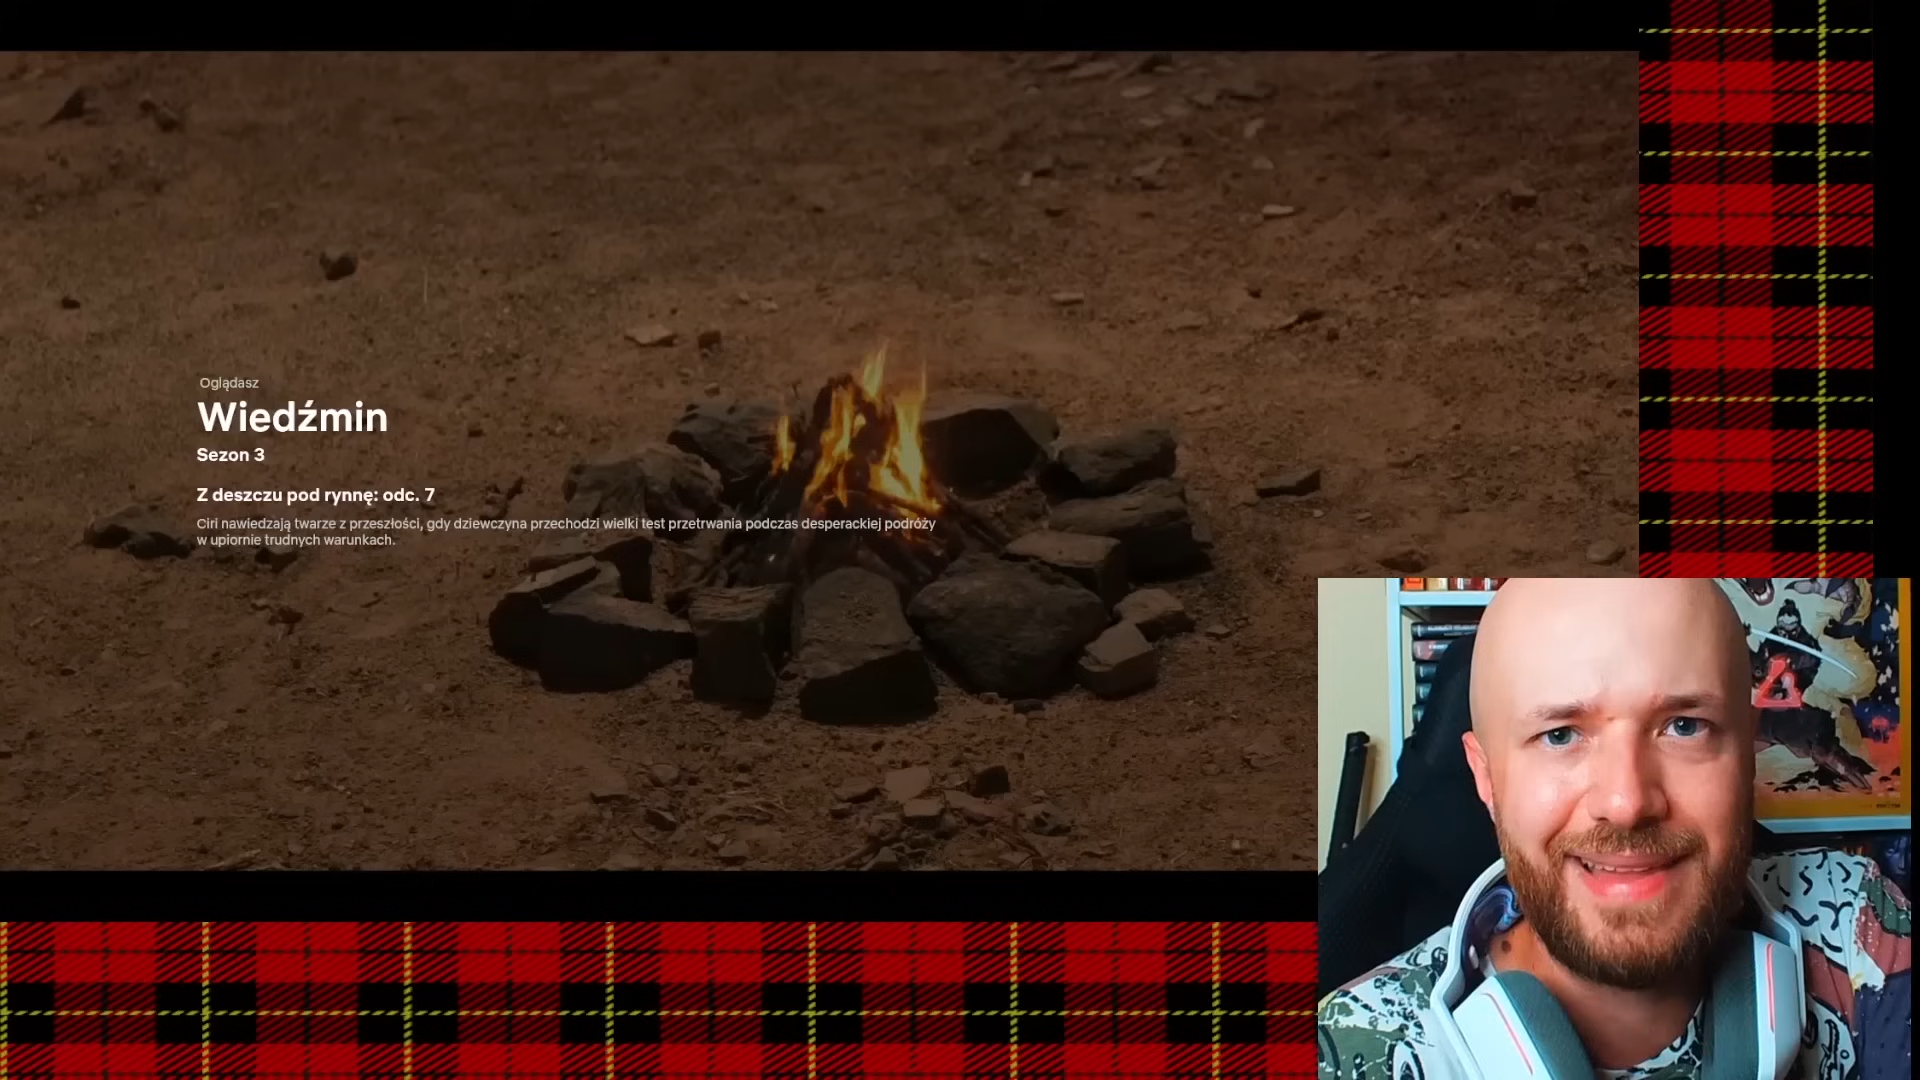 Oglądasz
Wiedźmin
Sezon 3
Z deszczu pod rynnę: odc. 7
Ciri nawiedzają twarze z przeszłości, gdy dziewczyna przechodzi wielki test przetrwania podczas desperackiej podróży
w upiornie trudnych warunkach.